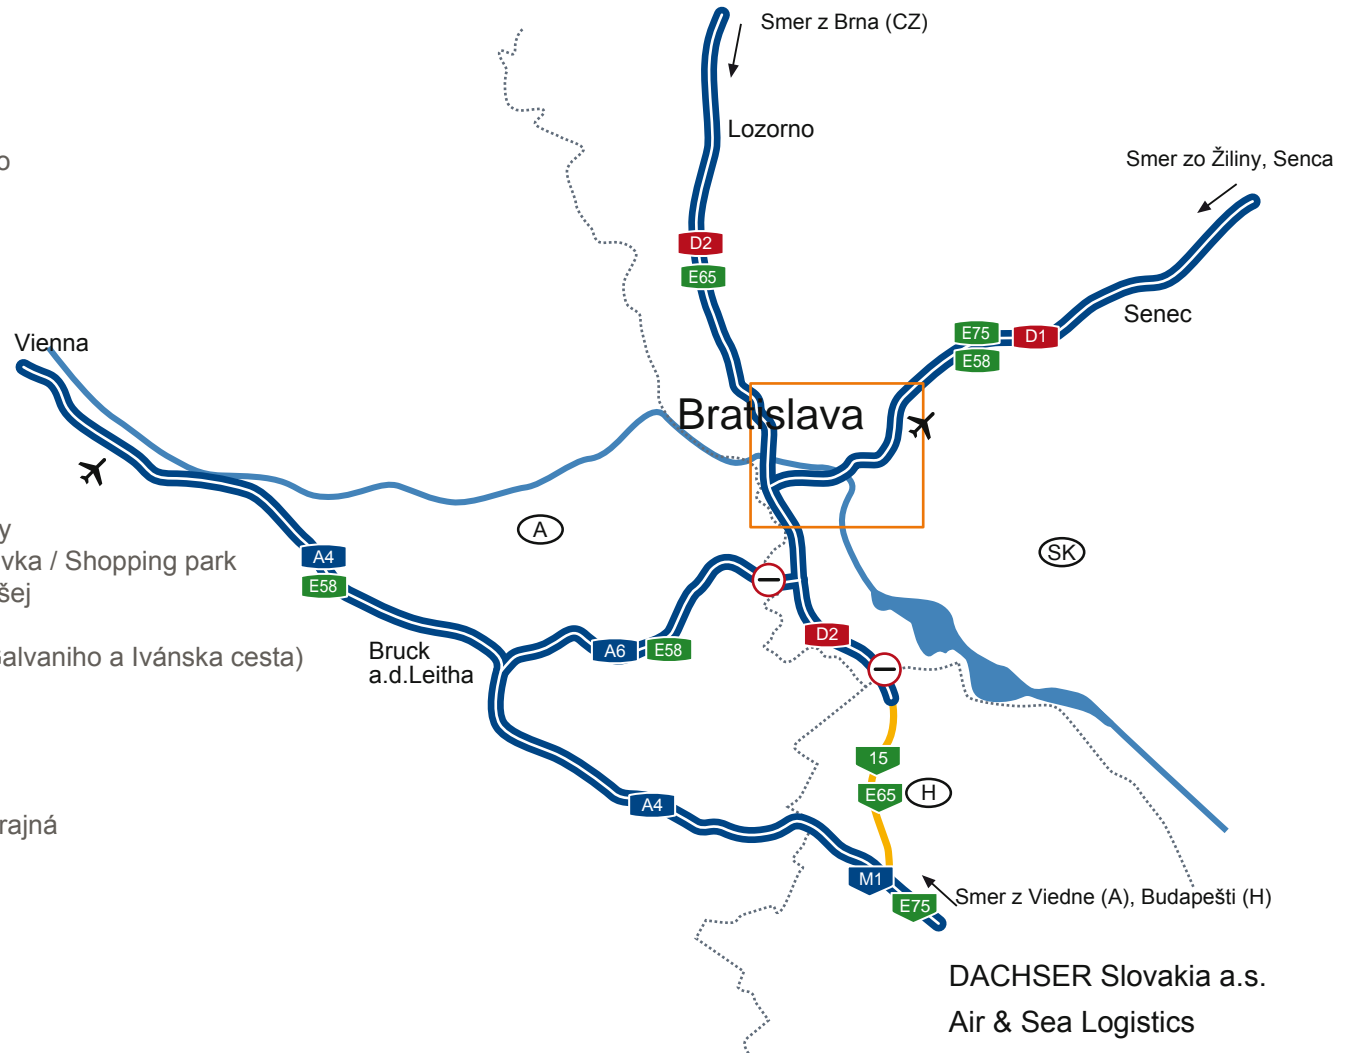 Smer z Brna (CZ)
Lozorno
Smer zo Žiliny, Senca
D2
E65
Senec
E75
D1
E58
Vienna
Bratislava
A
SK
A4
E58
vka / Shopping park
šej
D2
A6
E58
alvaniho a Ivánska cesta)
Bruck
a.d.Leitha
15
E65
H
A4
rajná
M1
E75
Smer z Viedne (A), Budapešti (H)
DACHSER Slovakia a.s.
Air & Sea Logistics